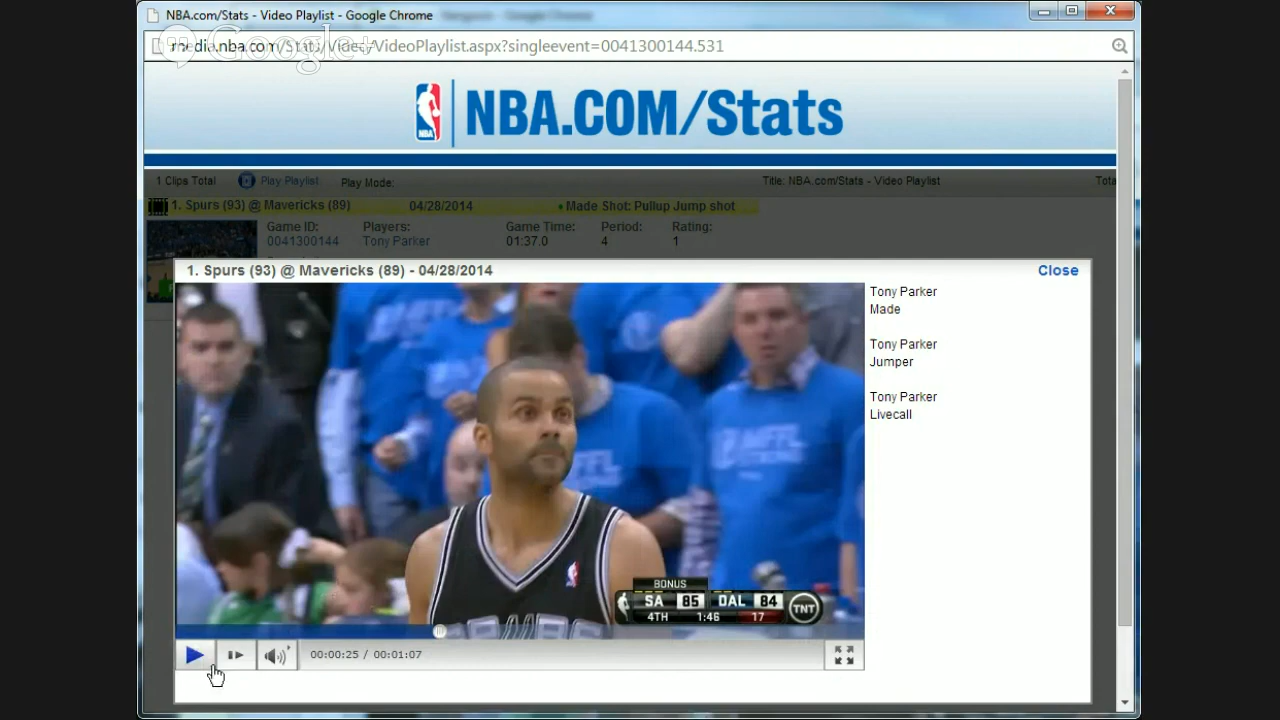 NBA.com/Stats - Video Playlist - Google Chrome
Google+
media.nba.com/Stats/Video/VideoPlaylist.aspx?singleevent=0041300144.531
NBA
NBA.COM/Stats
1 Clips Total
Play Playlist
Play Mode:
Title: NBA.com/Stats - Video Playlist
Tota
1. Spurs (93) @ Mavericks (89)
04/28/2014
Made Shot: Pullup Jump shot
Game ID:
Players:
Game Time:
Period:
Rating:
0041300144
Tony Parker
01:37.0
4
1
1. Spurs (93) @ Mavericks (89) - 04/28/2014
Close
Tony Parker
Made
Tony Parker
Jumper
Tony Parker
Livecall
BONUS
SA 85 DAL 84
4TH 1:46 17
TNT
00:00:25 / 00:01:07